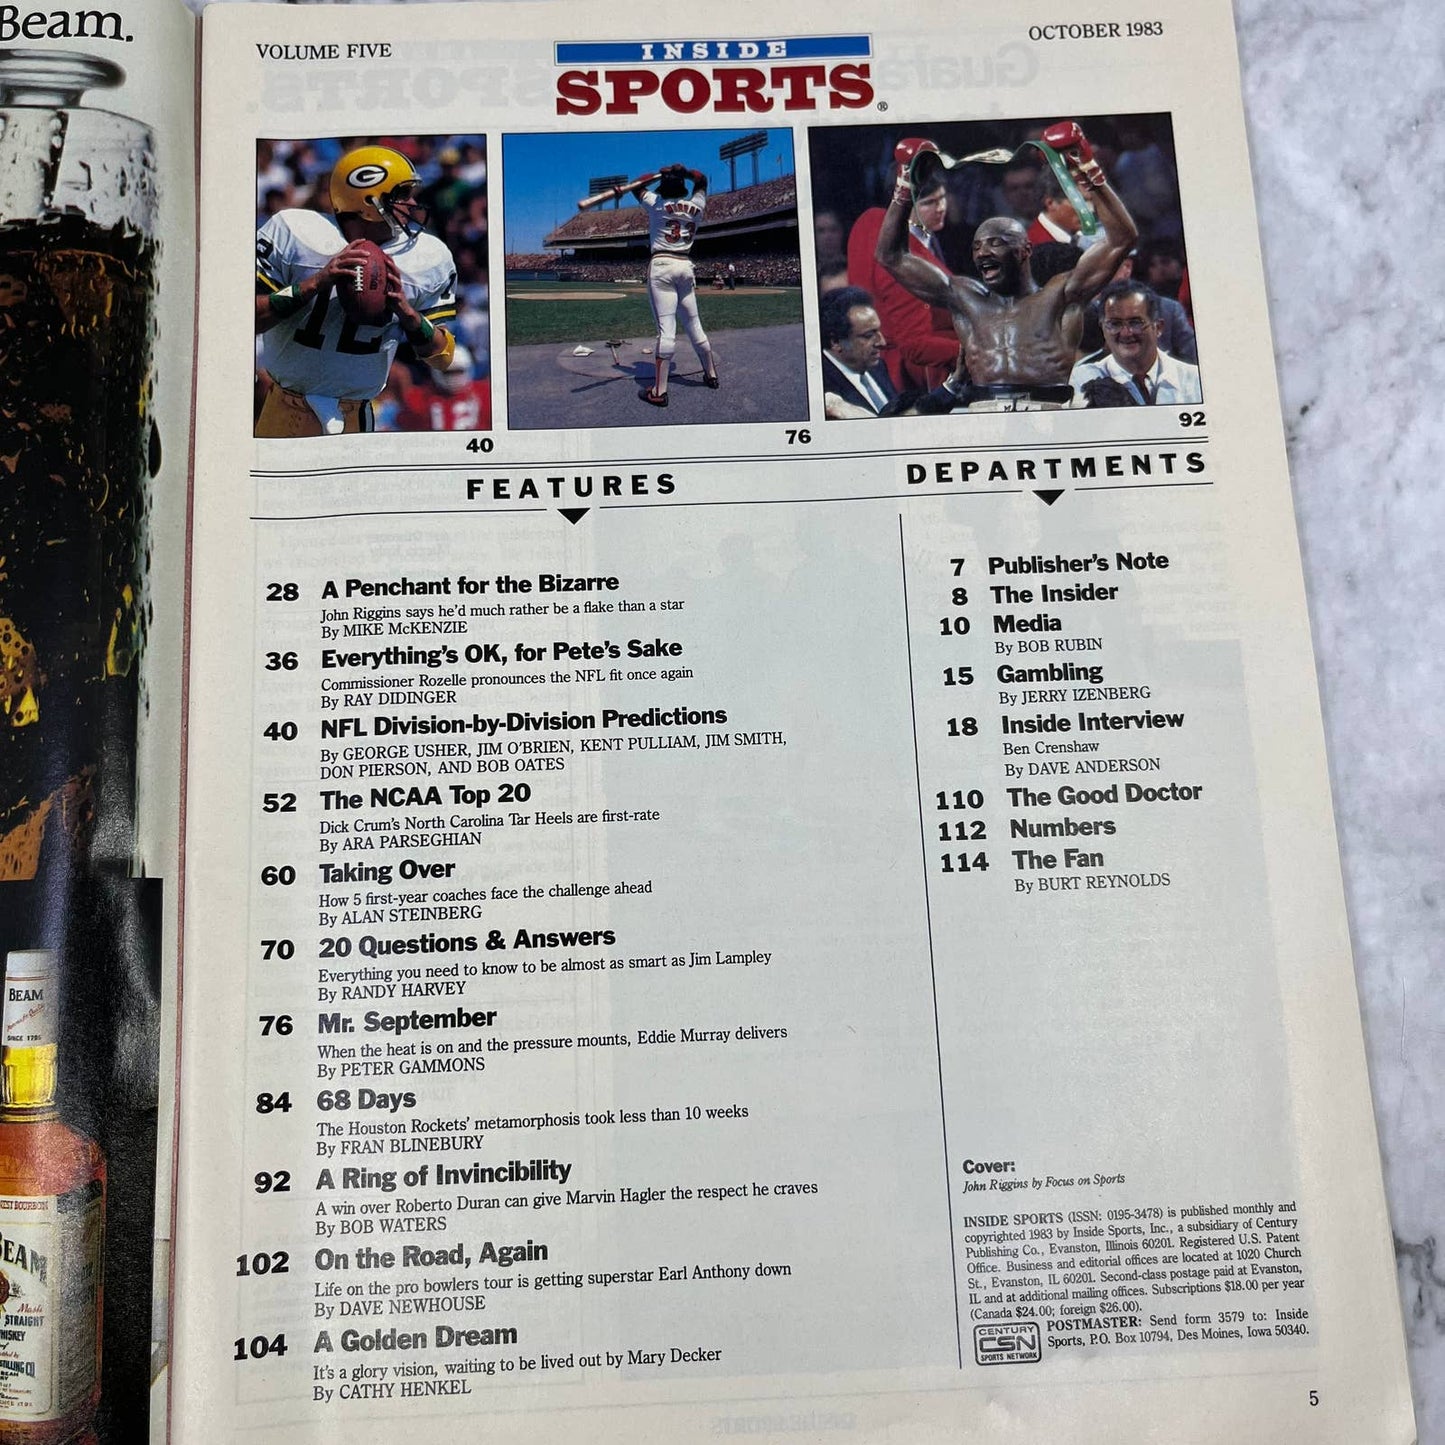 Beam.
VOLUME FIVE
INSIDE
SPORTS®
OCTOBER 1983
G
12
MURRAY
33
40
76
92
FEATURES
28 A Penchant for the Bizarre
John Riggins says he'd much rather be a flake than a star
By MIKE McKENZIE
36 Everything's OK, for Pete's Sake
Commissioner Rozelle pronounces the NFL fit once again
By RAY DIDINGER
40 NFL Division-by-Division Predictions
By GEORGE USHER, JIM O'BRIEN, KENT PULLIAM, JIM SMITH,
DON PIERSON, AND BOB OATES
52 The NCAA Top 20
Dick Crum's North Carolina Tar Heels are first-rate
By ARA PARSEGHIAN
60 Taking Over
How 5 first-year coaches face the challenge ahead
By ALAN STEINBERG
70 20 Questions & Answers
Everything you need to know to be almost as smart as Jim Lampley
By RANDY HARVEY
76 Mr. September
When the heat is on and the pressure mounts, Eddie Murray delivers
By PETER GAMMONS
84 68 Days
The Houston Rockets' metamorphosis took less than 10 weeks
By FRAN BLINEBURY
92 A Ring of Invincibility
A win over Roberto Duran can give Marvin Hagler the respect he craves
By BOB WATERS
102 On the Road, Again
Life on the pro bowlers tour is getting superstar Earl Anthony down
By DAVE NEWHOUSE
104 A Golden Dream
It's a glory vision, waiting to be lived out by Mary Decker
By CATHY HENKEL
DEPARTMENTS
7 Publisher's Note
8 The Insider
10 Media
By BOB RUBIN
15 Gambling
By JERRY IZENBERG
18 Inside Interview
Ben Crenshaw
By DAVE ANDERSON
110 The Good Doctor
112 Numbers
114 The Fan
By BURT REYNOLDS
Cover:
John Riggins by Focus on Sports
INSIDE SPORTS (ISSN: 0195-3478) is published monthly and
copyrighted 1983 by Inside Sports, Inc., a subsidiary of Century
Publishing Co., Evanston, Illinois 60201. Registered U.S. Patent
Office. Business and editorial offices are located at 1020 Church
St., Evanston, IL 60201. Second-class postage paid at Evanston,
IL and at additional mailing offices. Subscriptions $18.00 per year
(Canada $24.00; foreign $26.00).
POSTMASTER: Send form 3579 to: Inside
Sports, P.O. Box 10794, Des Moines, Iowa 50340.
CENTURY
CSN
SPORTS NETWORK
5
BEAM
SINCE 1795
BEAM
STRAIGHT